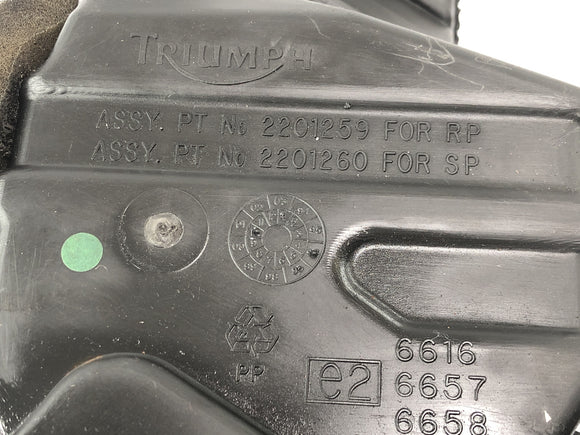 TRIUMPH
ASSY. PT No 2201259 FOR RP
ASSY. PT No 2201260 FOR SP
PP
e2
6616
6657
6658